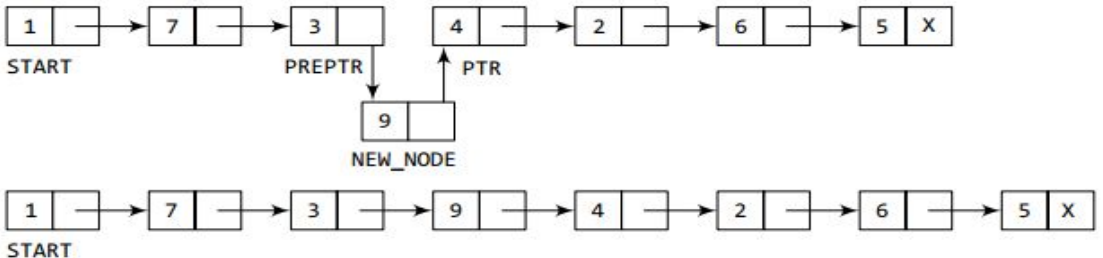 1 7 3 4 2 6 5 X
START PREPTR PTR
9
NEW_NODE
1 7 3 9 4 2 6 5 X
START